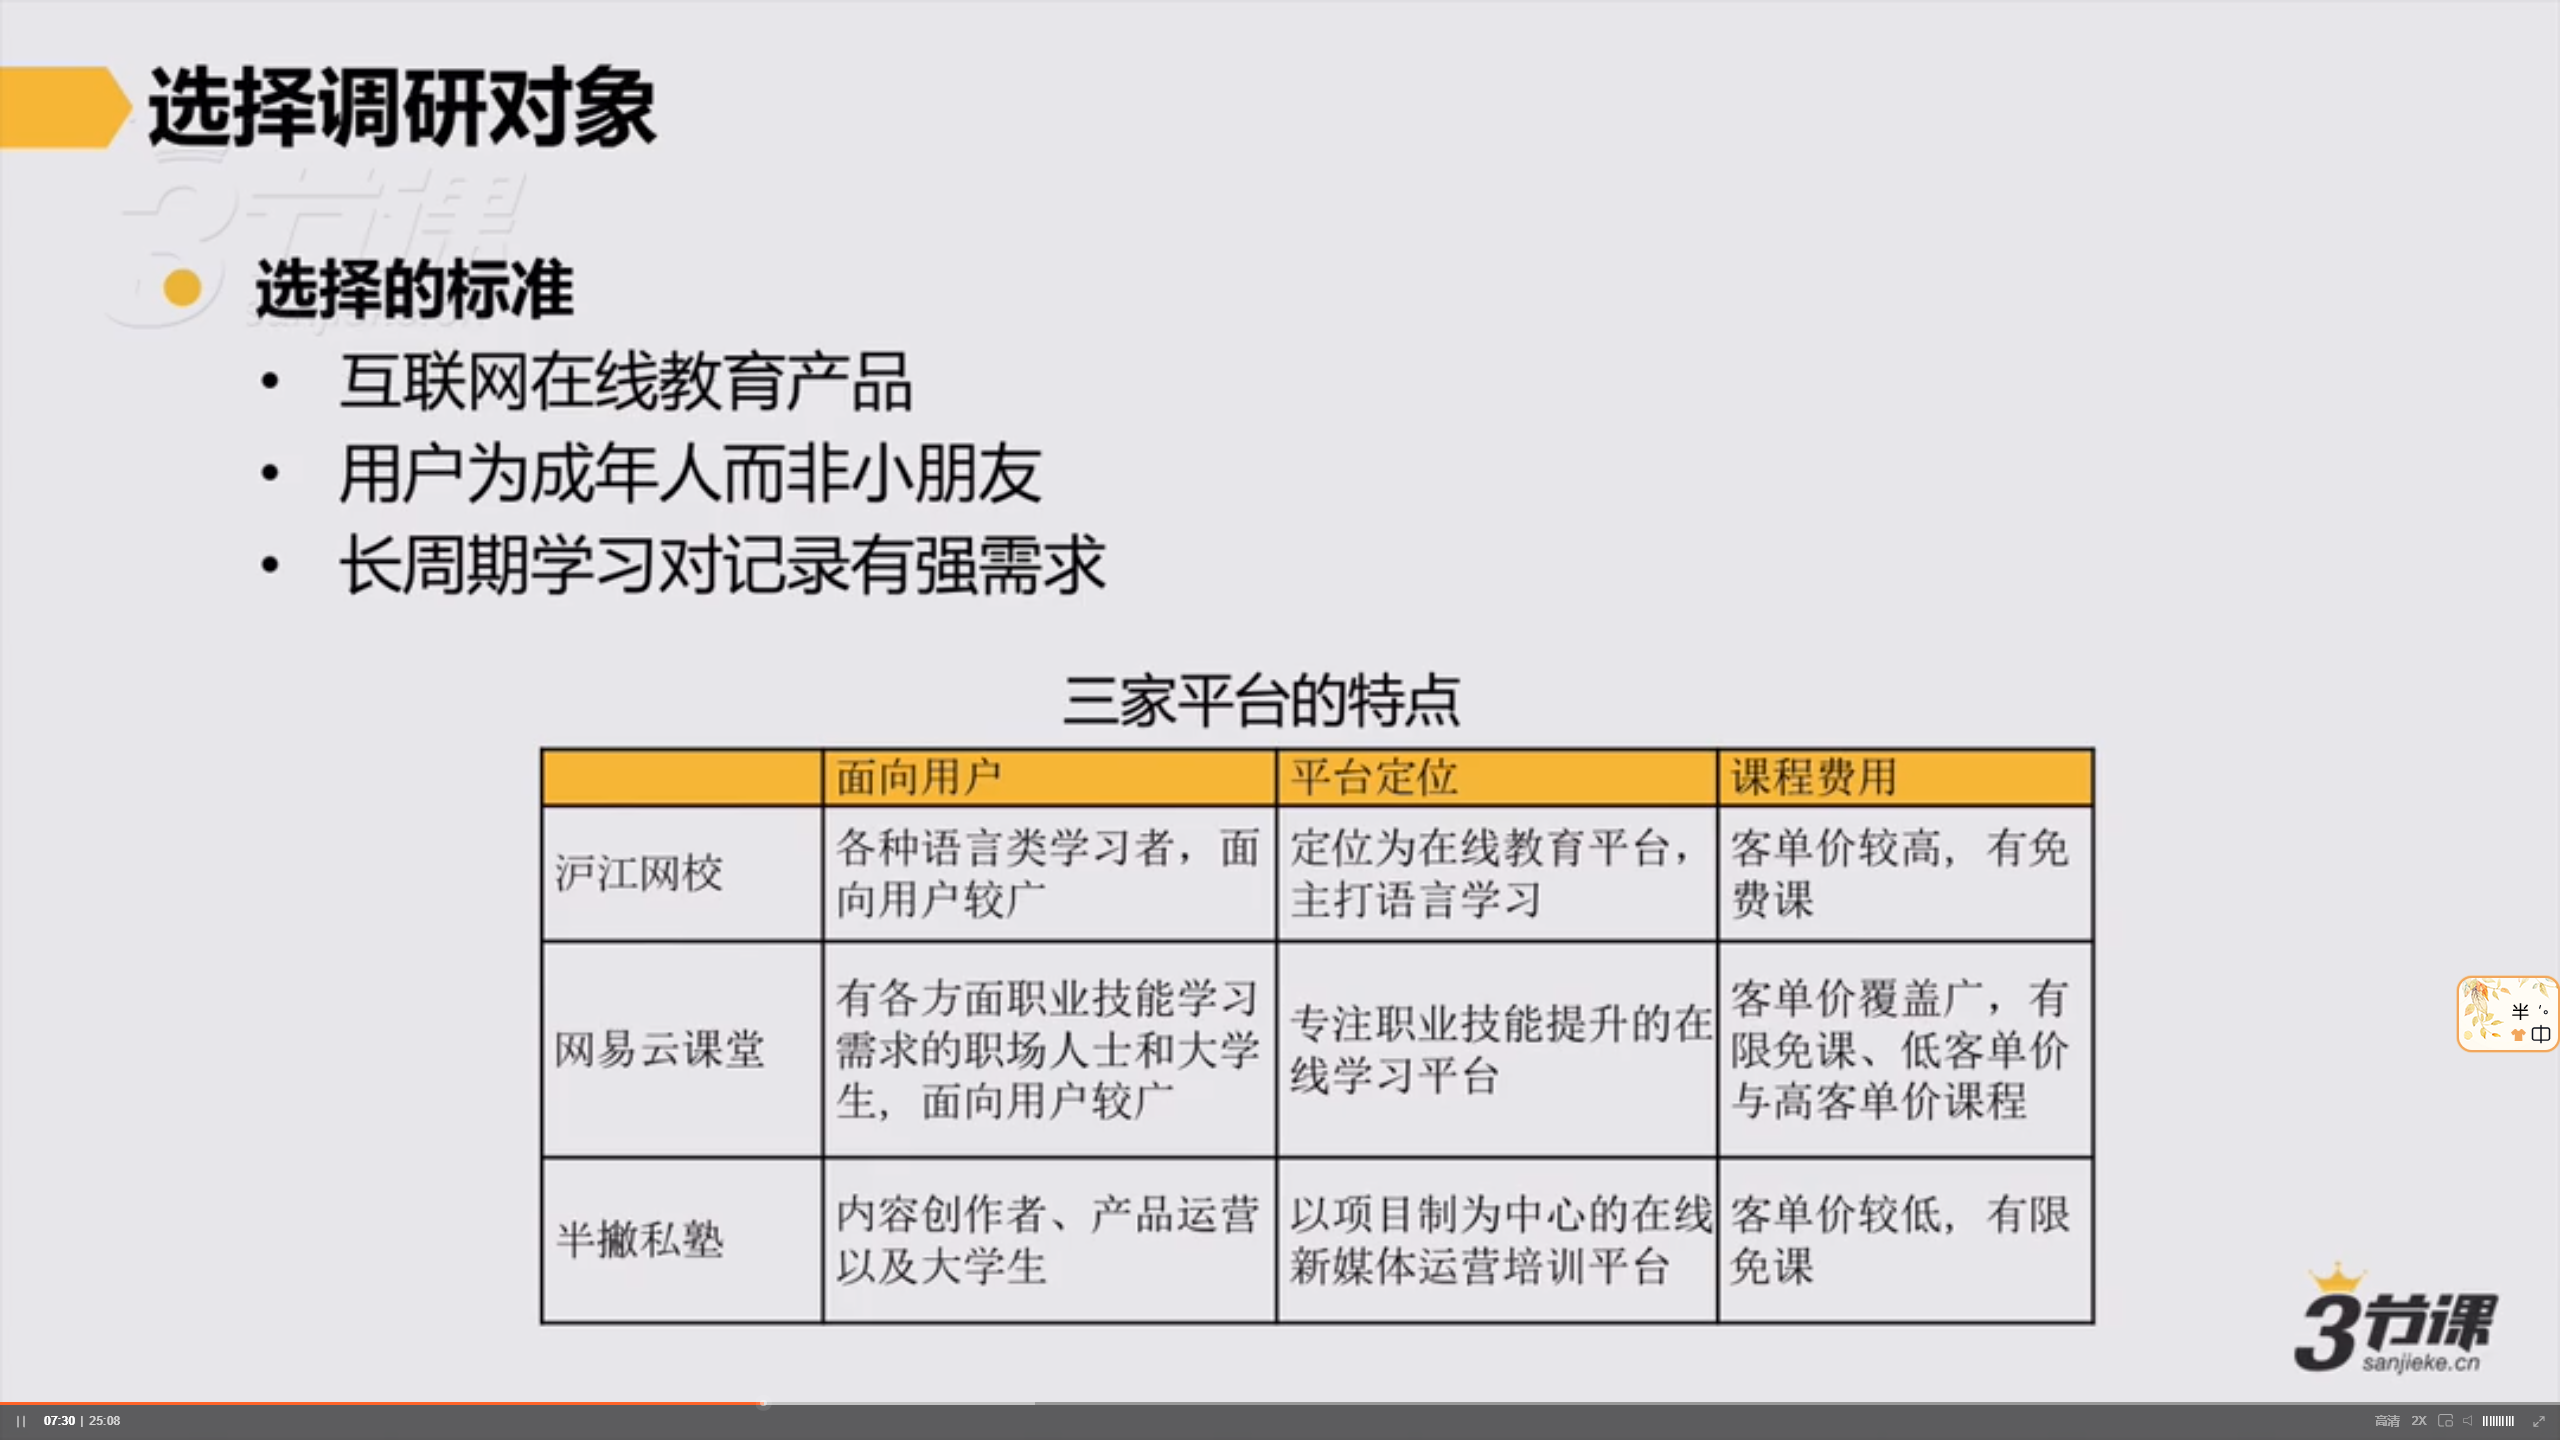 选择调研对象
3节课
选择的标准
互联网在线教育产品
用户为成年人而非小朋友
长周期学习对记录有强需求
三家平台的特点
面向用户 平台定位 课程费用
沪江网校
各种语言类学习者，面
向用户较广
定位为在线教育平台，
主打语言学习
客单价较高，有免
费课
网易云课堂
有各方面职业技能学习
需求的职场人士和大学
生，面向用户较广
专注职业技能提升的在
线学习平台
客单价覆盖广，有
限免课、低客单价
与高客单价课程
半撇私塾
内容创作者、产品运营
以及大学生
以项目制为中心的在线
新媒体运营培训平台
客单价较低，有限
免课
半
中
3节课
sanjieke.cn
07:30 | 25:08
高清 2X